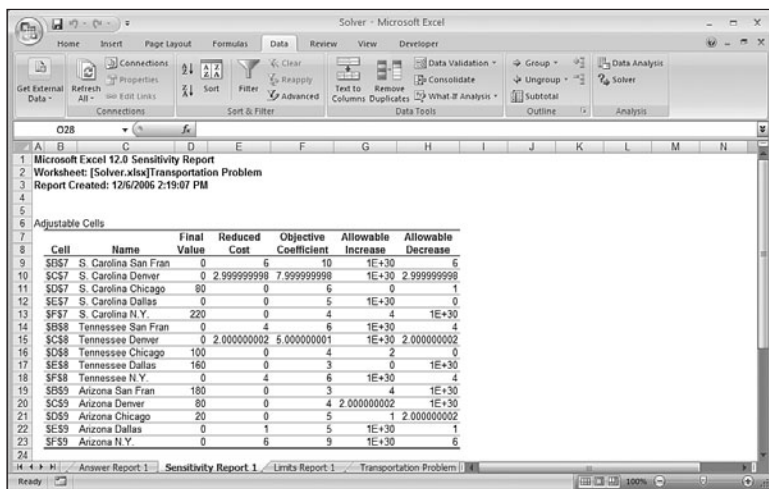 Solver - Microsoft Excel
Home Insert Page Layout Formulas Data Review View Developer
Get External Data
Refresh All
Connections
Properties
Edit Links
Connections
Sort
Filter
Clear
Reapply
Advanced
Sort & Filter
Text to Columns
Remove Duplicates
Data Validation
Consolidate
What-If Analysis
Data Tools
Group
Ungroup
Subtotal
Outline
Data Analysis
Solver
Analysis
O28 fx
A B C D E F G H I J K L M N
1 Microsoft Excel 12.0 Sensitivity Report
2 Worksheet: [Solver.xlsx]Transportation Problem
3 Report Created: 12/6/2006 2:19:07 PM
4
5
6 Adjustable Cells
7 Final Reduced Objective Allowable Allowable
8 Cell Name Value Cost Coefficient Increase Decrease
9 $B$7 S. Carolina San Fran 0 6 10 1E+30 6
10 $C$7 S. Carolina Denver 0 2.999999998 7.999999998 1E+30 2.999999998
11 $D$7 S. Carolina Chicago 80 0 6 0 1
12 $E$7 S. Carolina Dallas 0 0 5 1E+30 0
13 $F$7 S. Carolina N.Y. 220 0 4 4 1E+30
14 $B$8 Tennessee San Fran 0 4 6 1E+30 4
15 $C$8 Tennessee Denver 0 2.000000002 5.000000001 1E+30 2.000000002
16 $D$8 Tennessee Chicago 100 0 4 2 0
17 $E$8 Tennessee Dallas 160 0 3 0 1E+30
18 $F$8 Tennessee N.Y. 0 4 6 1E+30 4
19 $B$9 Arizona San Fran 180 0 3 4 1E+30
20 $C$9 Arizona Denver 80 0 4 2.000000002 1E+30
21 $D$9 Arizona Chicago 20 0 5 1 2.000000002
22 $E$9 Arizona Dallas 0 1 5 1E+30 1
23 $F$9 Arizona N.Y. 0 6 9 1E+30 6
24
Answer Report 1 Sensitivity Report 1 Limits Report 1 Transportation Problem
Ready 100%